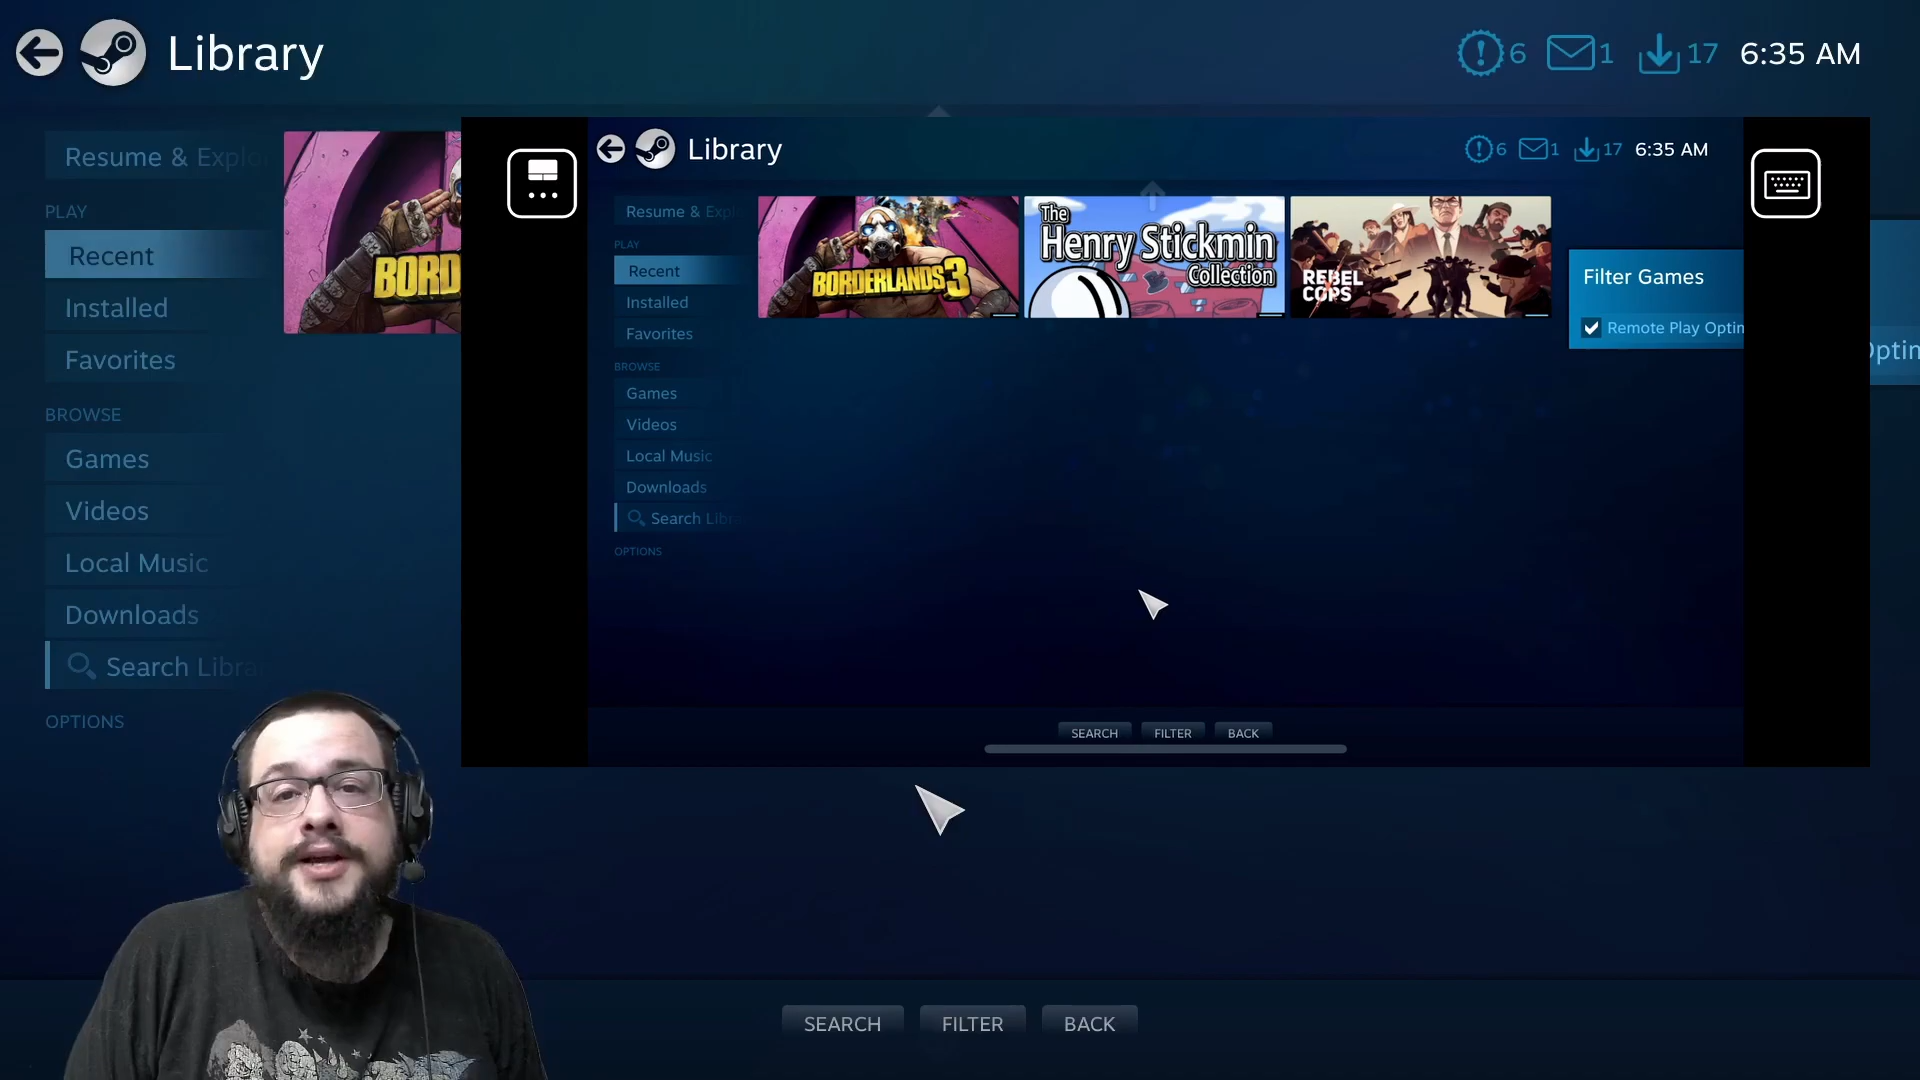 Library
6
1
17
6:35 AM
Resume & Explo
PLAY
Recent
Installed
Favorites
BROWSE
Games
Videos
Local Music
Downloads
Search Libra
OPTIONS
BORD
Library
6
1
17
6:35 AM
Resume & Expl
PLAY
Recent
Installed
Favorites
BROWSE
Games
Videos
Local Music
Downloads
Search Libr
OPTIONS
BORDERLANDS 3
The
Henry Stickmin
Collection
REBEL
COPS
Filter Games
Remote Play Optim
SEARCH
FILTER
BACK
Optim
SEARCH
FILTER
BACK